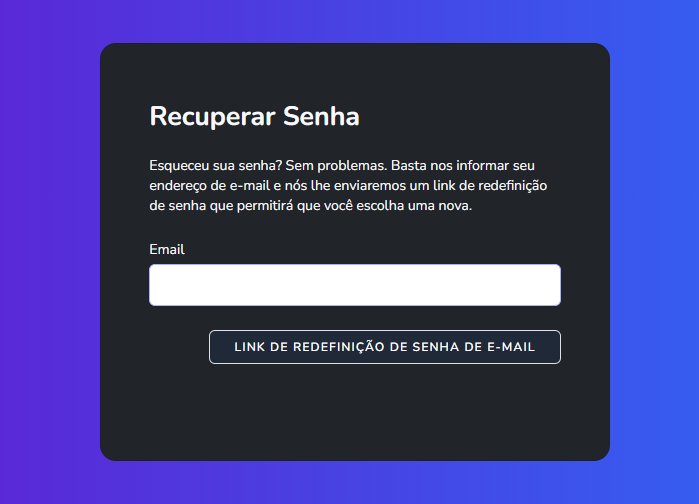 Recuperar Senha
Esqueceu sua senha? Sem problemas. Basta nos informar seu
endereço de e-mail e nós lhe enviaremos um link de redefinição
de senha que permitirá que você escolha uma nova.
Email
LINK DE REDEFINIÇÃO DE SENHA DE E-MAIL